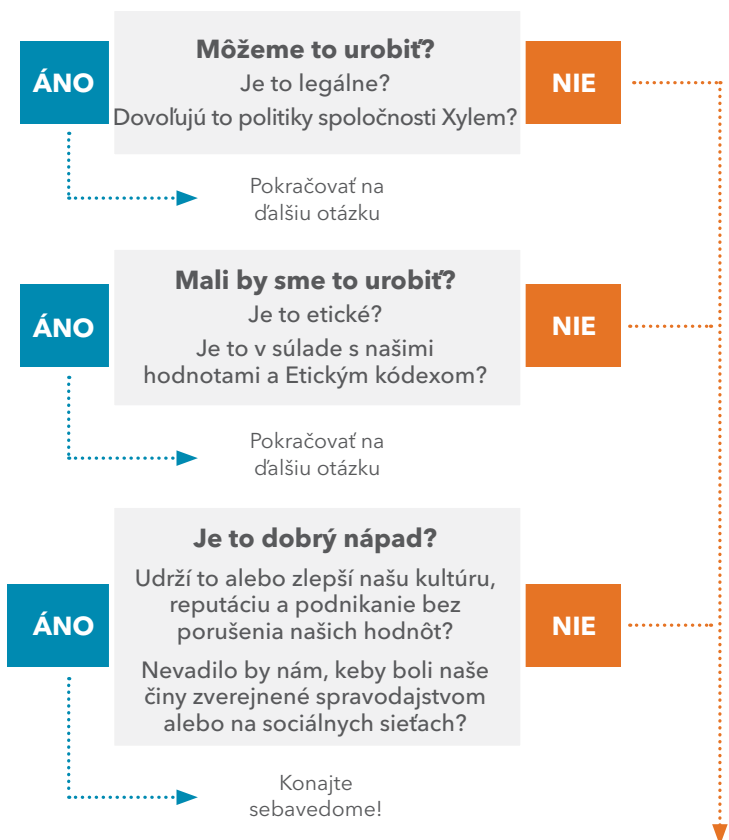 Môžeme to urobiť?
ÁNO
Je to legálne?
NIE
Dovoľujú to politiky spoločnosti Xylem?
Pokračovať na
ďalšiu otázku
Mali by sme to urobiť?
ÁNO
Je to etické?
NIE
Je to v súlade s našimi
hodnotami a Etickým kódexom?
Pokračovať na
ďalšiu otázku
Je to dobrý nápad?
Udrží to alebo zlepší našu kultúru,
reputáciu a podnikanie bez
porušenia našich hodnôt?
ÁNO
NIE
Nevadilo by nám, keby boli naše
činy zverejnené spravodajstvom
alebo na sociálnych sieťach?
Konajte
sebavedome!